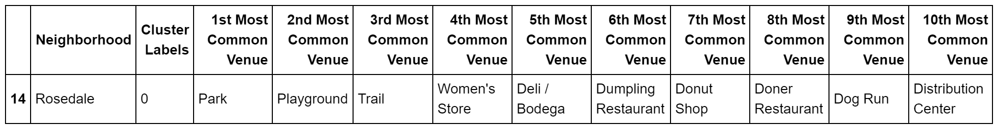 Neighborhood Cluster Labels 1st Most Common Venue 2nd Most Common Venue 3rd Most Common Venue 4th Most Common Venue 5th Most Common Venue 6th Most Common Venue 7th Most Common Venue 8th Most Common Venue 9th Most Common Venue 10th Most Common Venue
14 Rosedale 0 Park Playground Trail Women's Store Deli / Bodega Dumpling Restaurant Donut Shop Doner Restaurant Dog Run Distribution Center